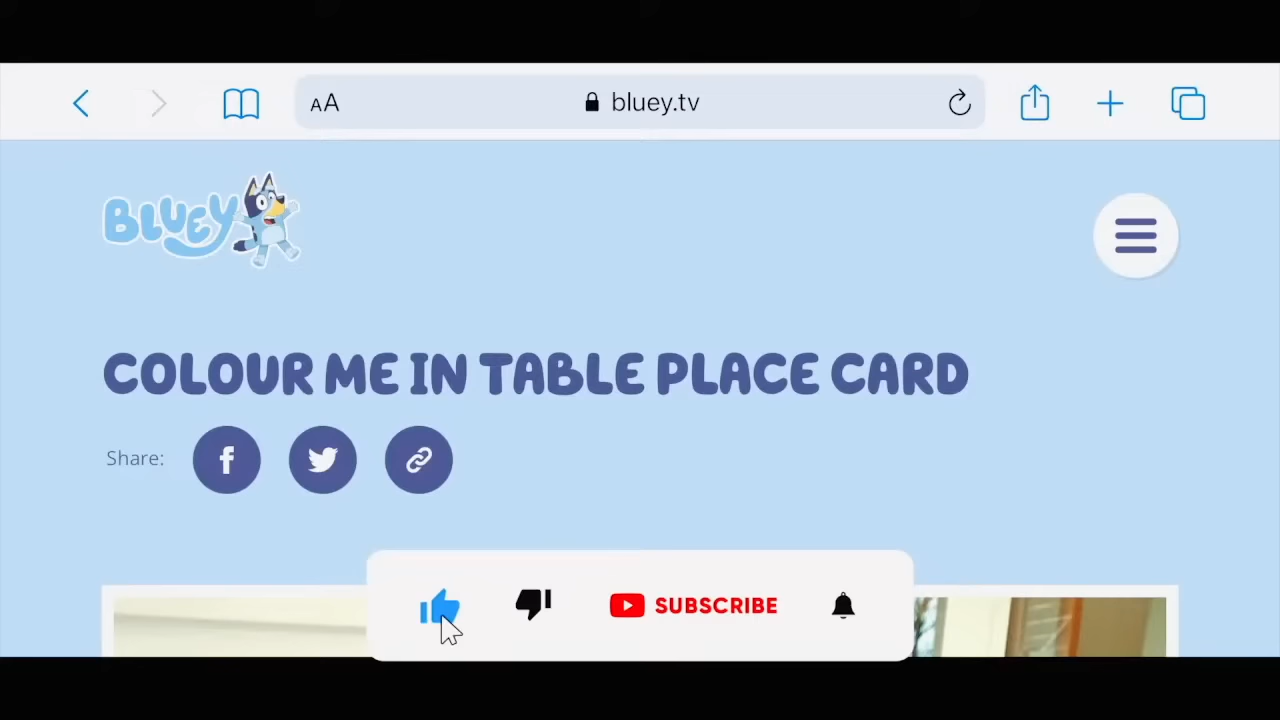 AA
bluey.tv
BLUEY
COLOUR ME IN TABLE PLACE CARD
Share:
SUBSCRIBE